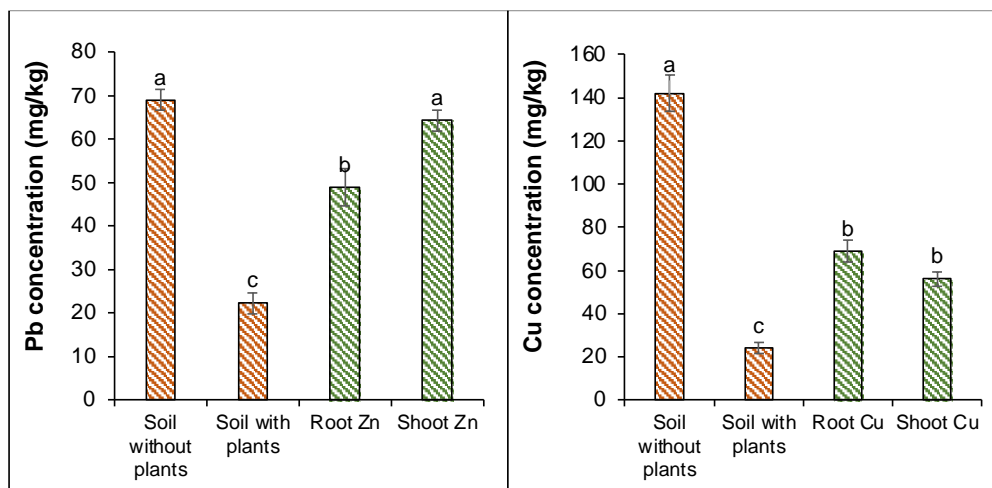 Pb concentration (mg/kg)
80
70
60
50
40
30
20
10
0
a
c
b
a
Soil
without
plants
Soil with
plants
Root Zn
Shoot Zn
Cu concentration (mg/kg)
160
140
120
100
80
60
40
20
0
a
c
b
b
Soil
without
plants
Soil with
plants
Root Cu
Shoot Cu